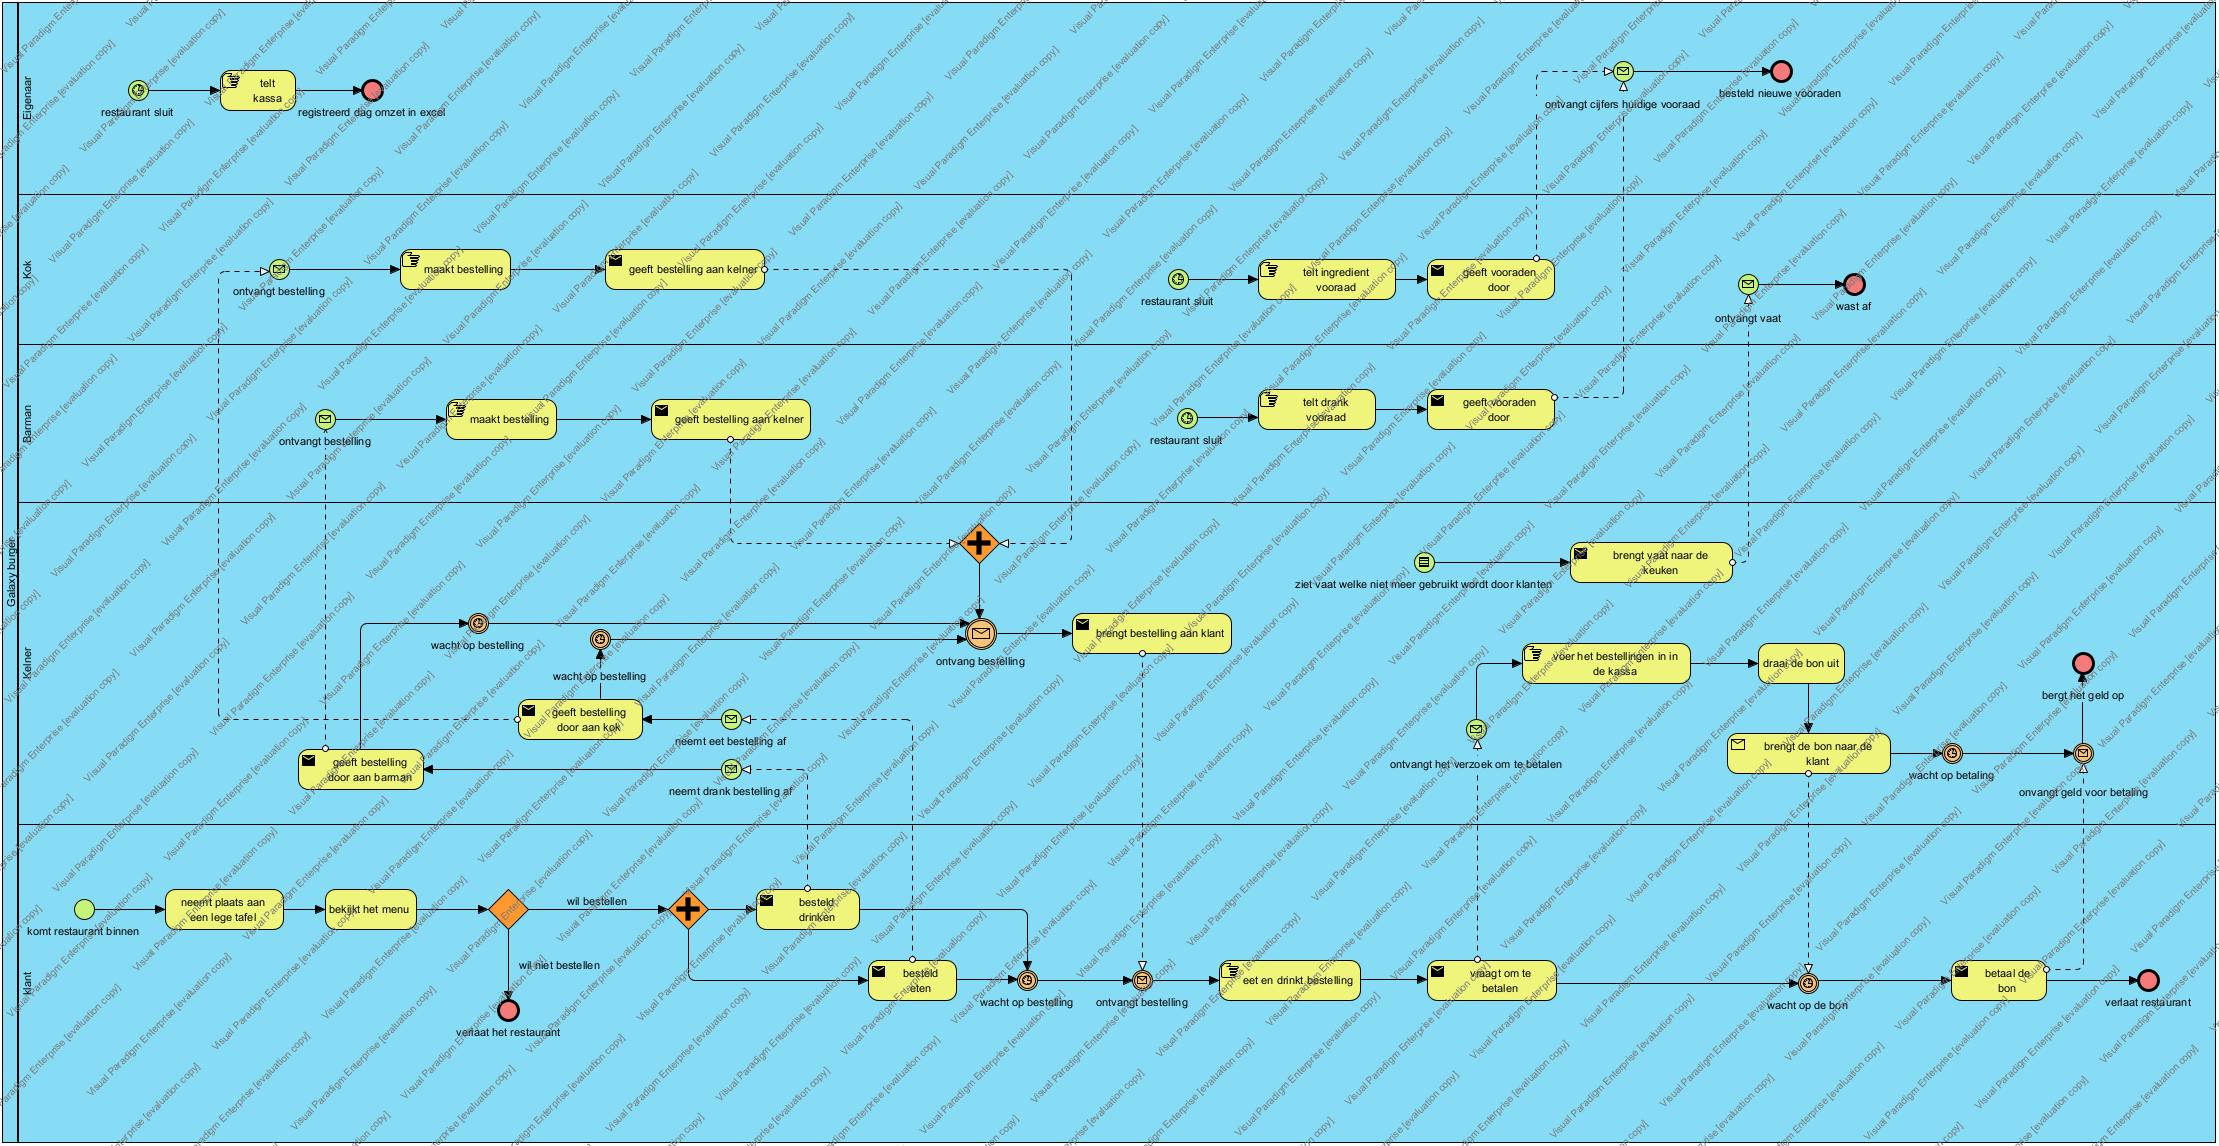 Galaxy burger
Eigenaar
restaurant sluit
telt
kassa
registreerd dag omzet in excel
ontvangt cijfers huidige vooraad
besteld nieuwe vooraden
Kok
ontvangt bestelling
maakt bestelling
geeft bestelling aan kelner
restaurant sluit
telt ingredient
vooraad
geeft vooraden
door
ontvangt vaat
wast af
Barman
ontvangt bestelling
maakt bestelling
geeft bestelling aan kelner
restaurant sluit
telt drank
vooraad
geeft vooraden
door
Kelner
wacht op bestelling
wacht op bestelling
geeft bestelling
door aan kok
neemt eet bestelling af
geeft bestelling
door aan barman
neemt drank bestelling af
ontvang bestelling
brengt bestelling aan klant
ziet vaat welke niet meer gebruikt wordt door klanten
brengt vaat naar de
keuken
ontvangt het verzoek om te betalen
voer het bestellingen in in
de kassa
draai de bon uit
brengt de bon naar de
klant
wacht op betaling
onvangt geld voor betaling
bergt het geld op
klant
komt restaurant binnen
neemt plaats aan
een lege tafel
bekijkt het menu
wil bestellen
wil niet bestellen
verlaat het restaurant
besteld
drinken
besteld
eten
wacht op bestelling
ontvangt bestelling
eet en drinkt bestelling
vraagt om te
betalen
wacht op de bon
betaal de
bon
verlaat restaurant
Visual Paradigm Enterprise [evaluation copy]